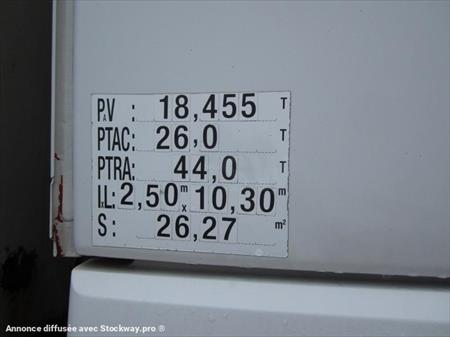 P.V : 18,455 T
PTAC: 26,0 T
PTRA: 44,0 T
l.L: 2,50 m x 10,30 m
S : 26,27 m²
Annonce diffusée avec Stockway.pro ®